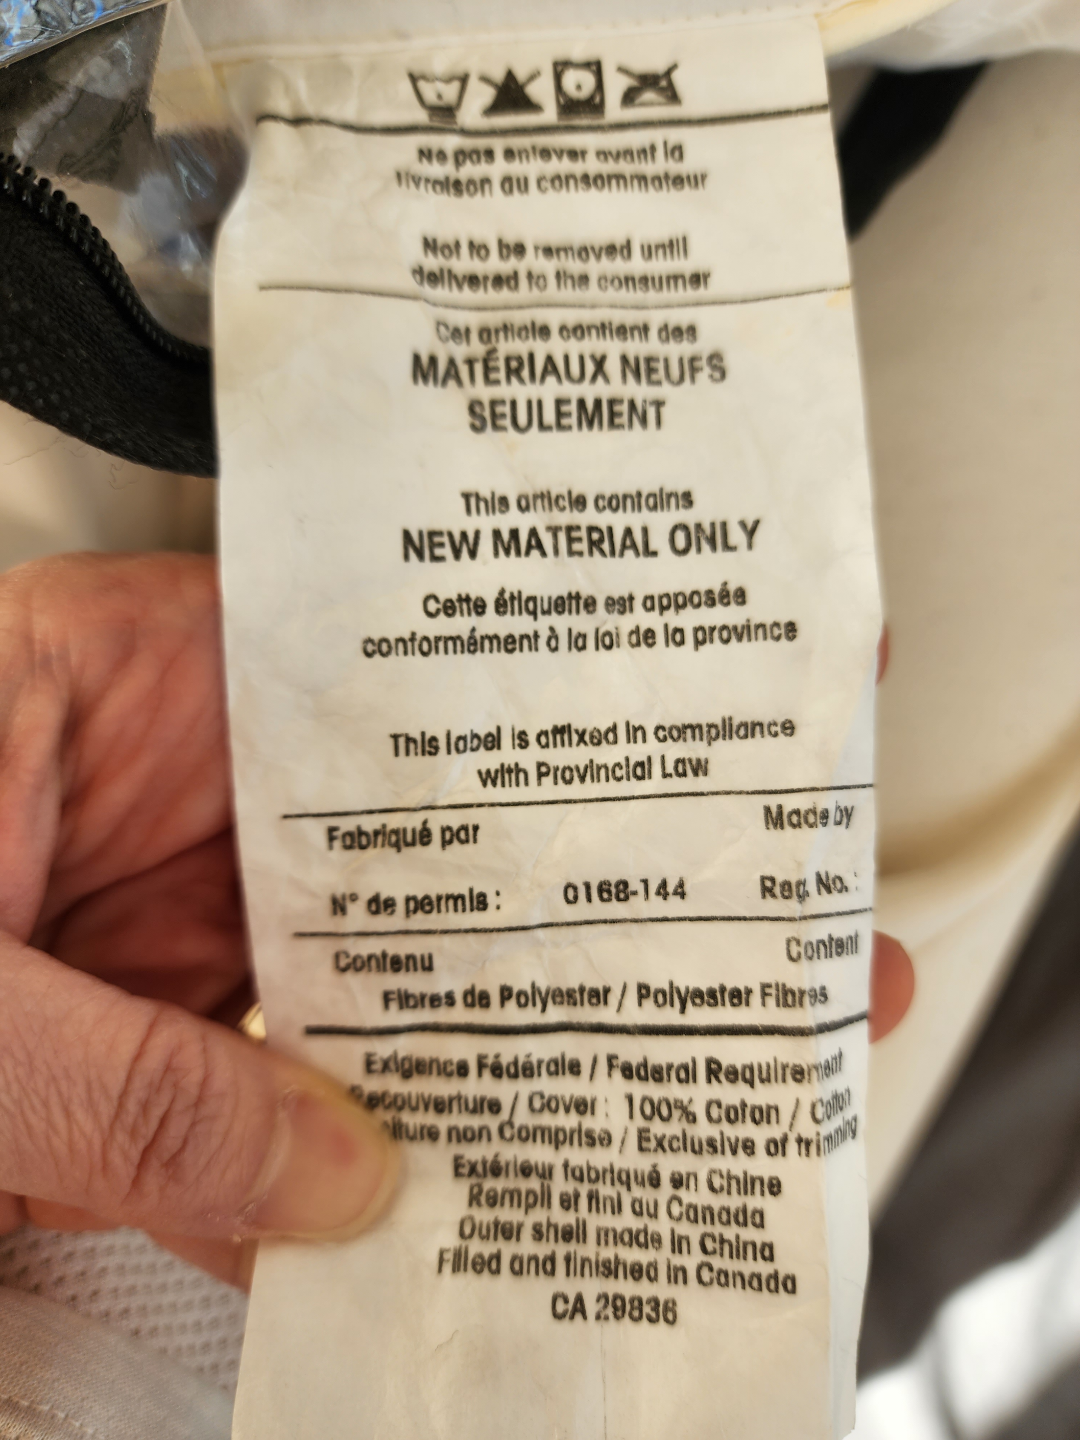 Ne pas enlever avant la
livraison au consommateur
Not to be removed until
delivered to the consumer
Cet article contient des
MATÉRIAUX NEUFS
SEULEMENT
This article contains
NEW MATERIAL ONLY
Cette étiquette est apposée
conformément à la loi de la province
This label is affixed in compliance
with Provincial Law
Fabriqué par Made by
N° de permis : 0168-144 Reg. No. :
Contenu Content
Fibres de Polyester / Polyester Fibres
Exigence Fédérale / Federal Requirement
Recouverture / Cover : 100% Coton / Cotton
non Comprise / Exclusive of trimming
Extérieur fabriqué en Chine
Rempli et fini au Canada
Outer shell made in China
Filled and finished in Canada
CA 29836